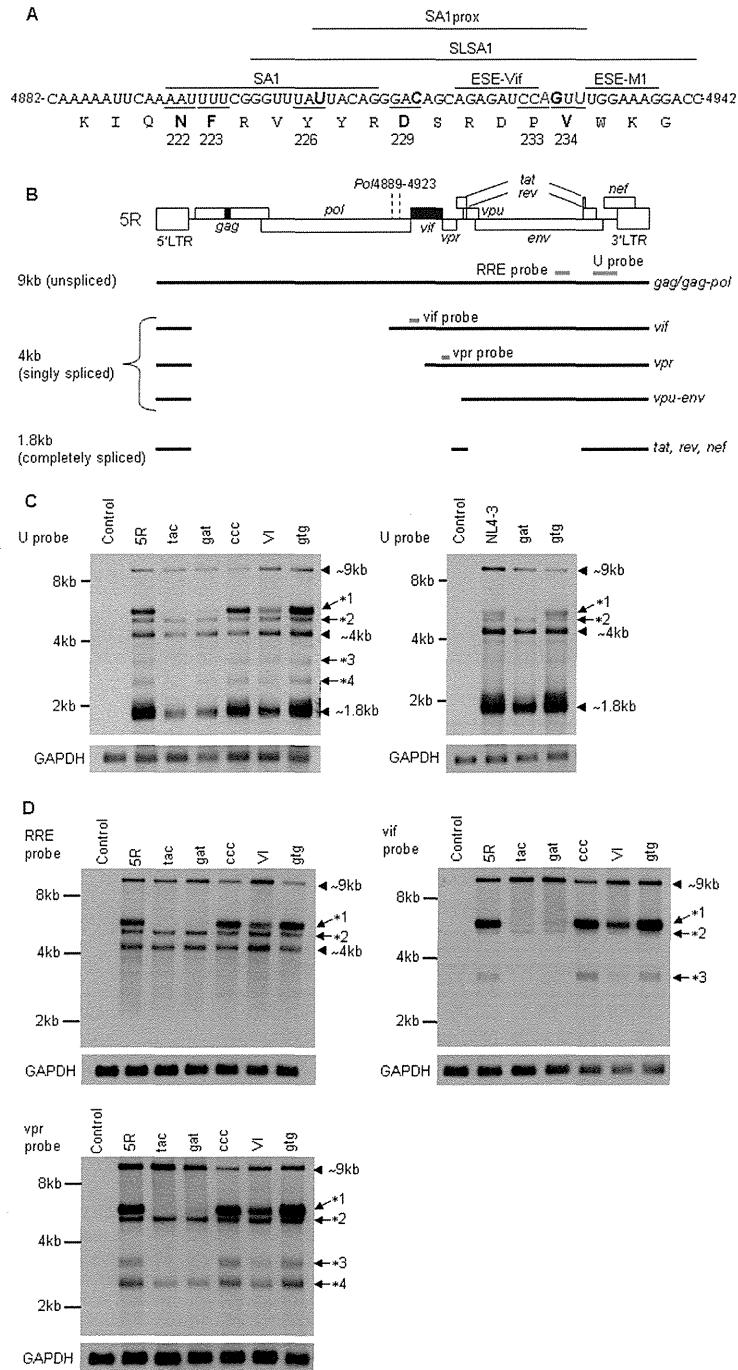 A
SA1prox
SLSA1
SA1 ESE-Vif ESE-M1
4882-CAAAAAUUCAAAAUUUUCGGGUUUAUUACAGGGACAGCAGAGAUCCAGUUUGGAAAGGACC-4942
K I Q N F R V Y Y R D S R D P V W K G
222 223 226 229 233 234
B
Pol4889-4923
tat
rev
nef
5R
5'LTR
gag
pol
vif
vpr
vpu
env
3'LTR
RRE probe
U probe
9kb (unspliced)
gag/gag-pol
vif probe
vif
4kb
(singly spliced)
vpr probe
vpr
vpu-env
1.8kb
(completely spliced)
tat, rev, nef
C
U probe
Control 5R tac gat ccc VI gtg
8kb
4kb
2kb
~9kb
*1
*2
~4kb
*3
*4
~1.8kb
GAPDH
U probe
Control NL4-3 gat gtg
8kb
4kb
2kb
~9kb
*1
*2
~4kb
~1.8kb
GAPDH
D
RRE
probe
Control 5R tac gat ccc VI gtg
8kb
4kb
2kb
~9kb
*1
*2
~4kb
GAPDH
vif
probe
Control 5R tac gat ccc VI gtg
8kb
4kb
2kb
~9kb
*1
*2
*3
GAPDH
vpr
probe
Control 5R tac gat ccc VI gtg
8kb
4kb
2kb
~9kb
*1
*2
*3
*4
GAPDH